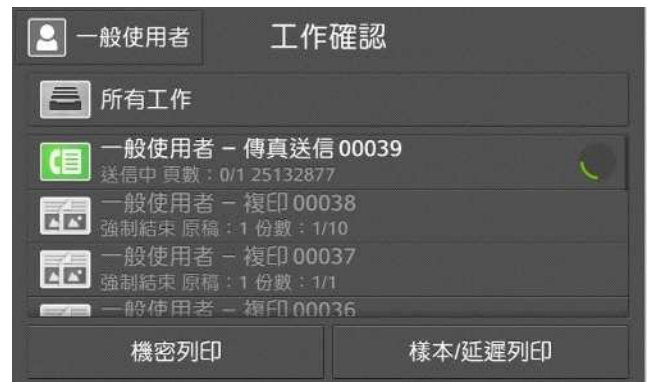 一般使用者
工作確認
所有工作
一般使用者 – 傳真送信 00039
送信中 頁數：0/1 25132877
一般使用者 – 複印 00038
強制結束 原稿：1 份數：1/10
一般使用者 – 複印 00037
強制結束 原稿：1 份數：1/1
一般使用者 – 複印 00036
機密列印
樣本/延遲列印